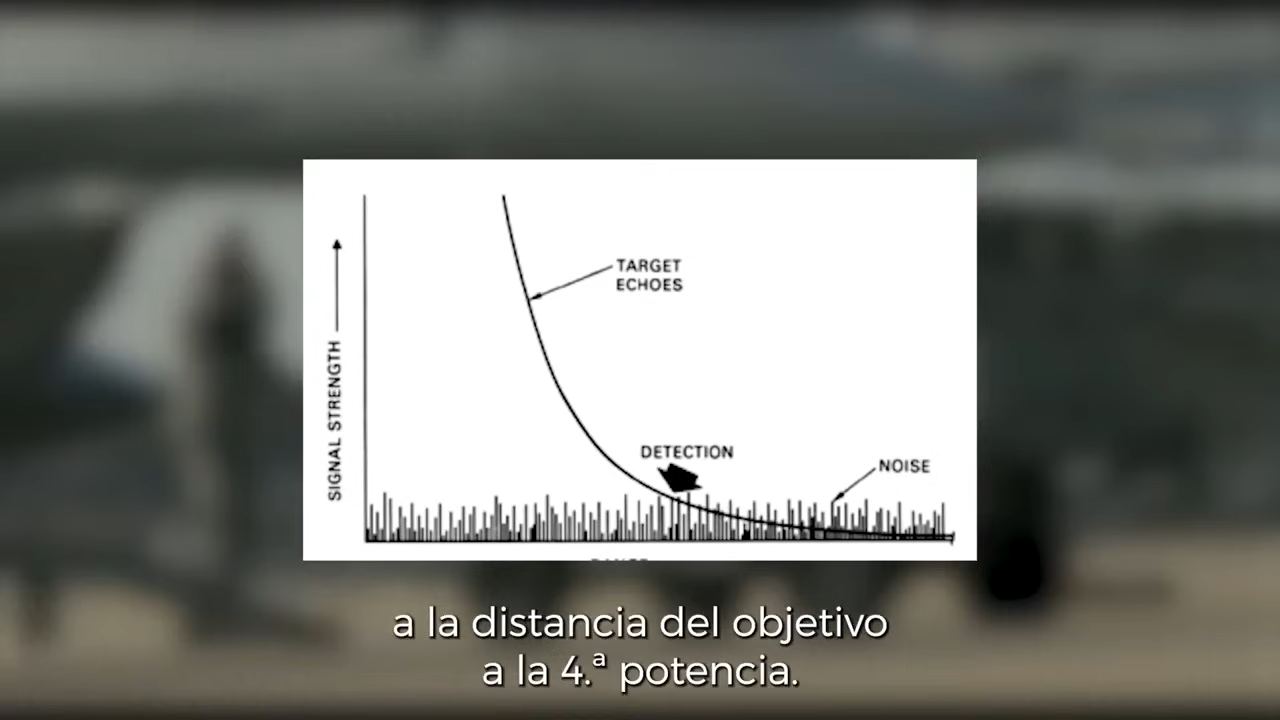 TARGET
ECHOES
SIGNAL STRENGTH
DETECTION
NOISE
a la distancia del objetivo
a la 4.ª potencia.